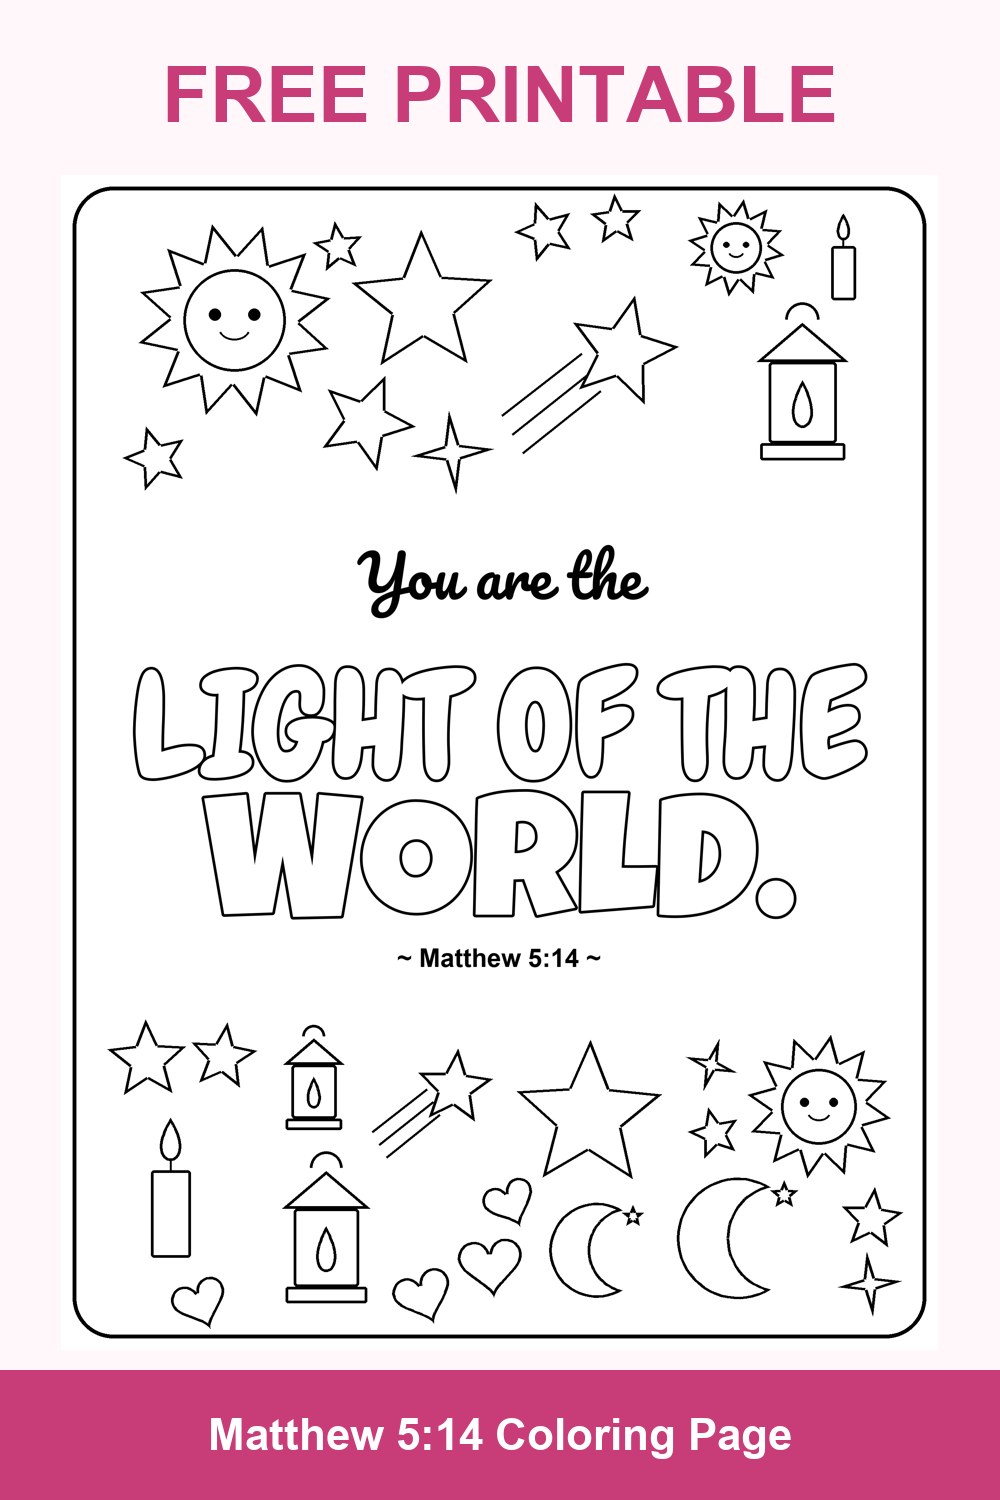 FREE PRINTABLE
You are the
LIGHT OF THE
WORLD.
~ Matthew 5:14 ~
Matthew 5:14 Coloring Page